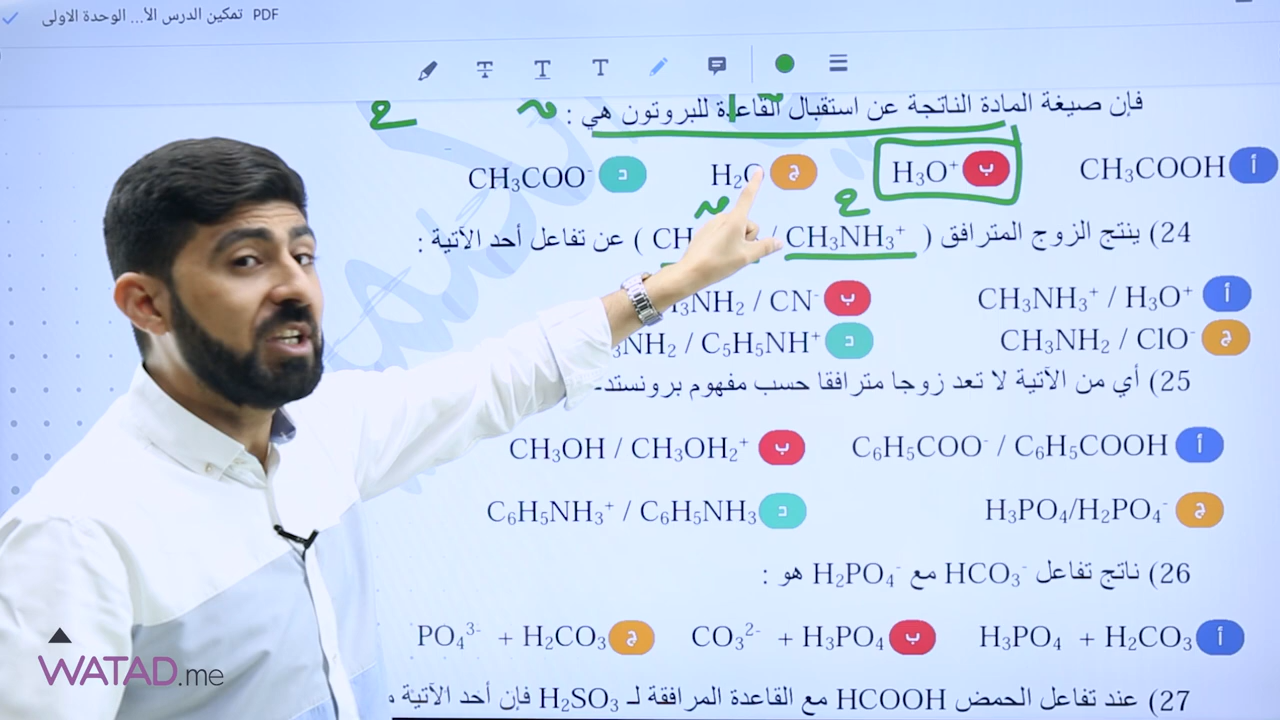 تمكين الدرس الأ... الوحدة الاولى PDF
فإن صيغة المادة الناتجة عن استقبال القاعدة للبروتون هي :
أ CH₃COOH ب H₃O⁺ ج H₂O د CH₃COO⁻
24) ينتج الزوج المترافق ( CH₃NH₃⁺ / CH ) عن تفاعل أحد الآتية :
أ CH₃NH₃⁺ / H₃O⁺ ب ₃NH₂ / CN⁻
ج CH₃NH₂ / ClO⁻ د ₃NH₂ / C₅H₅NH⁺
25) أي من الآتية لا تعد زوجا مترافقا حسب مفهوم برونستد-
أ C₆H₅COO⁻ / C₆H₅COOH ب CH₃OH / CH₃OH₂⁺
ج H₃PO₄/H₂PO₄⁻ د C₆H₅NH₃⁺ / C₆H₅NH₃
26) ناتج تفاعل HCO₃⁻ مع H₂PO₄⁻ هو :
أ H₃PO₄ + H₂CO₃ ب CO₃²⁻ + H₃PO₄ ج PO₄³⁻ + H₂CO₃
27) عند تفاعل الحمض HCOOH مع القاعدة المرافقة لـ H₂SO₃ فإن أحد الآتية
WATAD.me